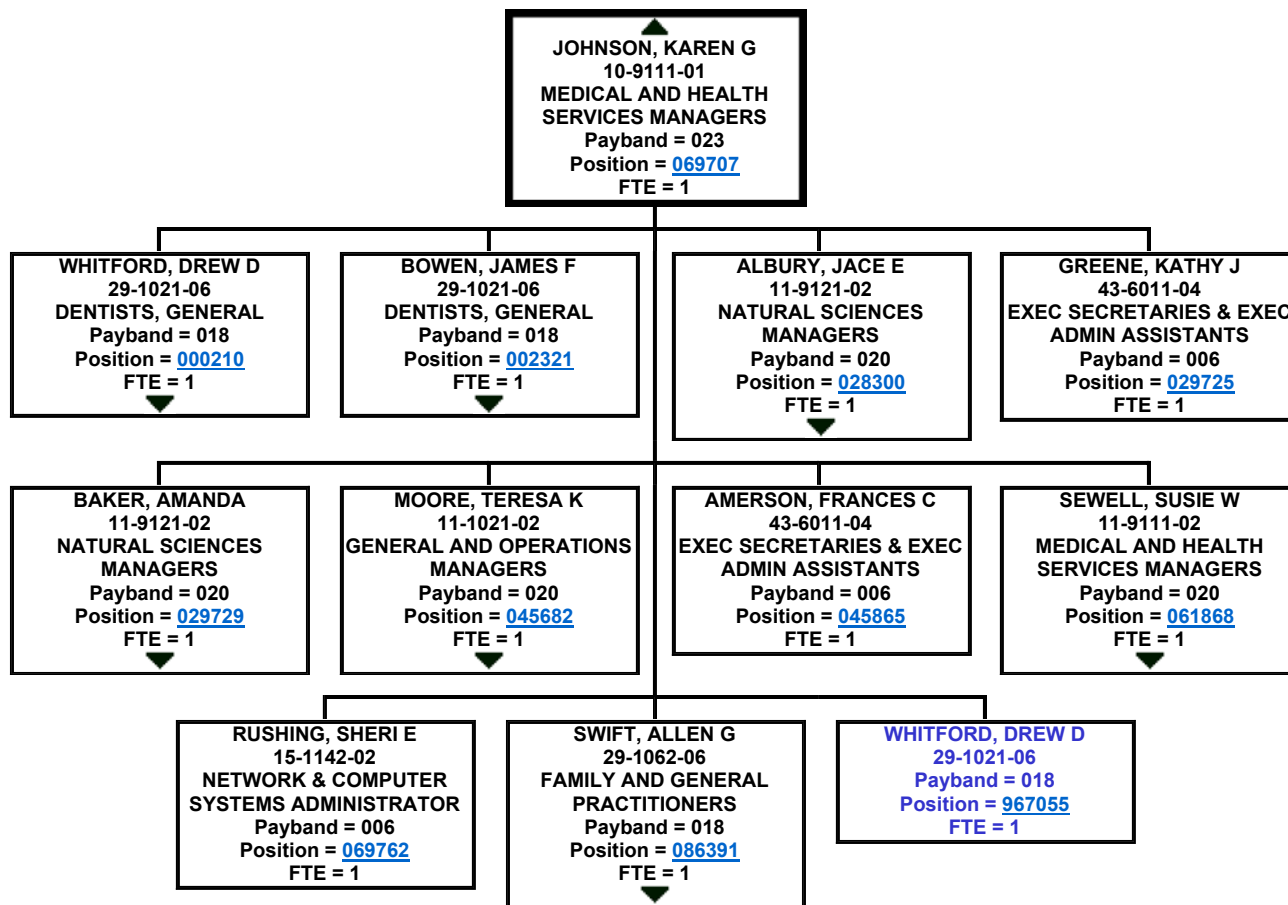 JOHNSON, KAREN G
10-9111-01
MEDICAL AND HEALTH
SERVICES MANAGERS
Payband = 023
Position = 069707
FTE = 1
WHITFORD, DREW D
29-1021-06
DENTISTS, GENERAL
Payband = 018
Position = 000210
FTE = 1
BOWEN, JAMES F
29-1021-06
DENTISTS, GENERAL
Payband = 018
Position = 002321
FTE = 1
ALBURY, JACE E
11-9121-02
NATURAL SCIENCES
MANAGERS
Payband = 020
Position = 028300
FTE = 1
GREENE, KATHY J
43-6011-04
EXEC SECRETARIES & EXEC
ADMIN ASSISTANTS
Payband = 006
Position = 029725
FTE = 1
BAKER, AMANDA
11-9121-02
NATURAL SCIENCES
MANAGERS
Payband = 020
Position = 029729
FTE = 1
MOORE, TERESA K
11-1021-02
GENERAL AND OPERATIONS
MANAGERS
Payband = 020
Position = 045682
FTE = 1
AMERSON, FRANCES C
43-6011-04
EXEC SECRETARIES & EXEC
ADMIN ASSISTANTS
Payband = 006
Position = 045865
FTE = 1
SEWELL, SUSIE W
11-9111-02
MEDICAL AND HEALTH
SERVICES MANAGERS
Payband = 020
Position = 061868
FTE = 1
RUSHING, SHERI E
15-1142-02
NETWORK & COMPUTER
SYSTEMS ADMINISTRATOR
Payband = 006
Position = 069762
FTE = 1
SWIFT, ALLEN G
29-1062-06
FAMILY AND GENERAL
PRACTITIONERS
Payband = 018
Position = 086391
FTE = 1
WHITFORD, DREW D
29-1021-06
Payband = 018
Position = 967055
FTE = 1